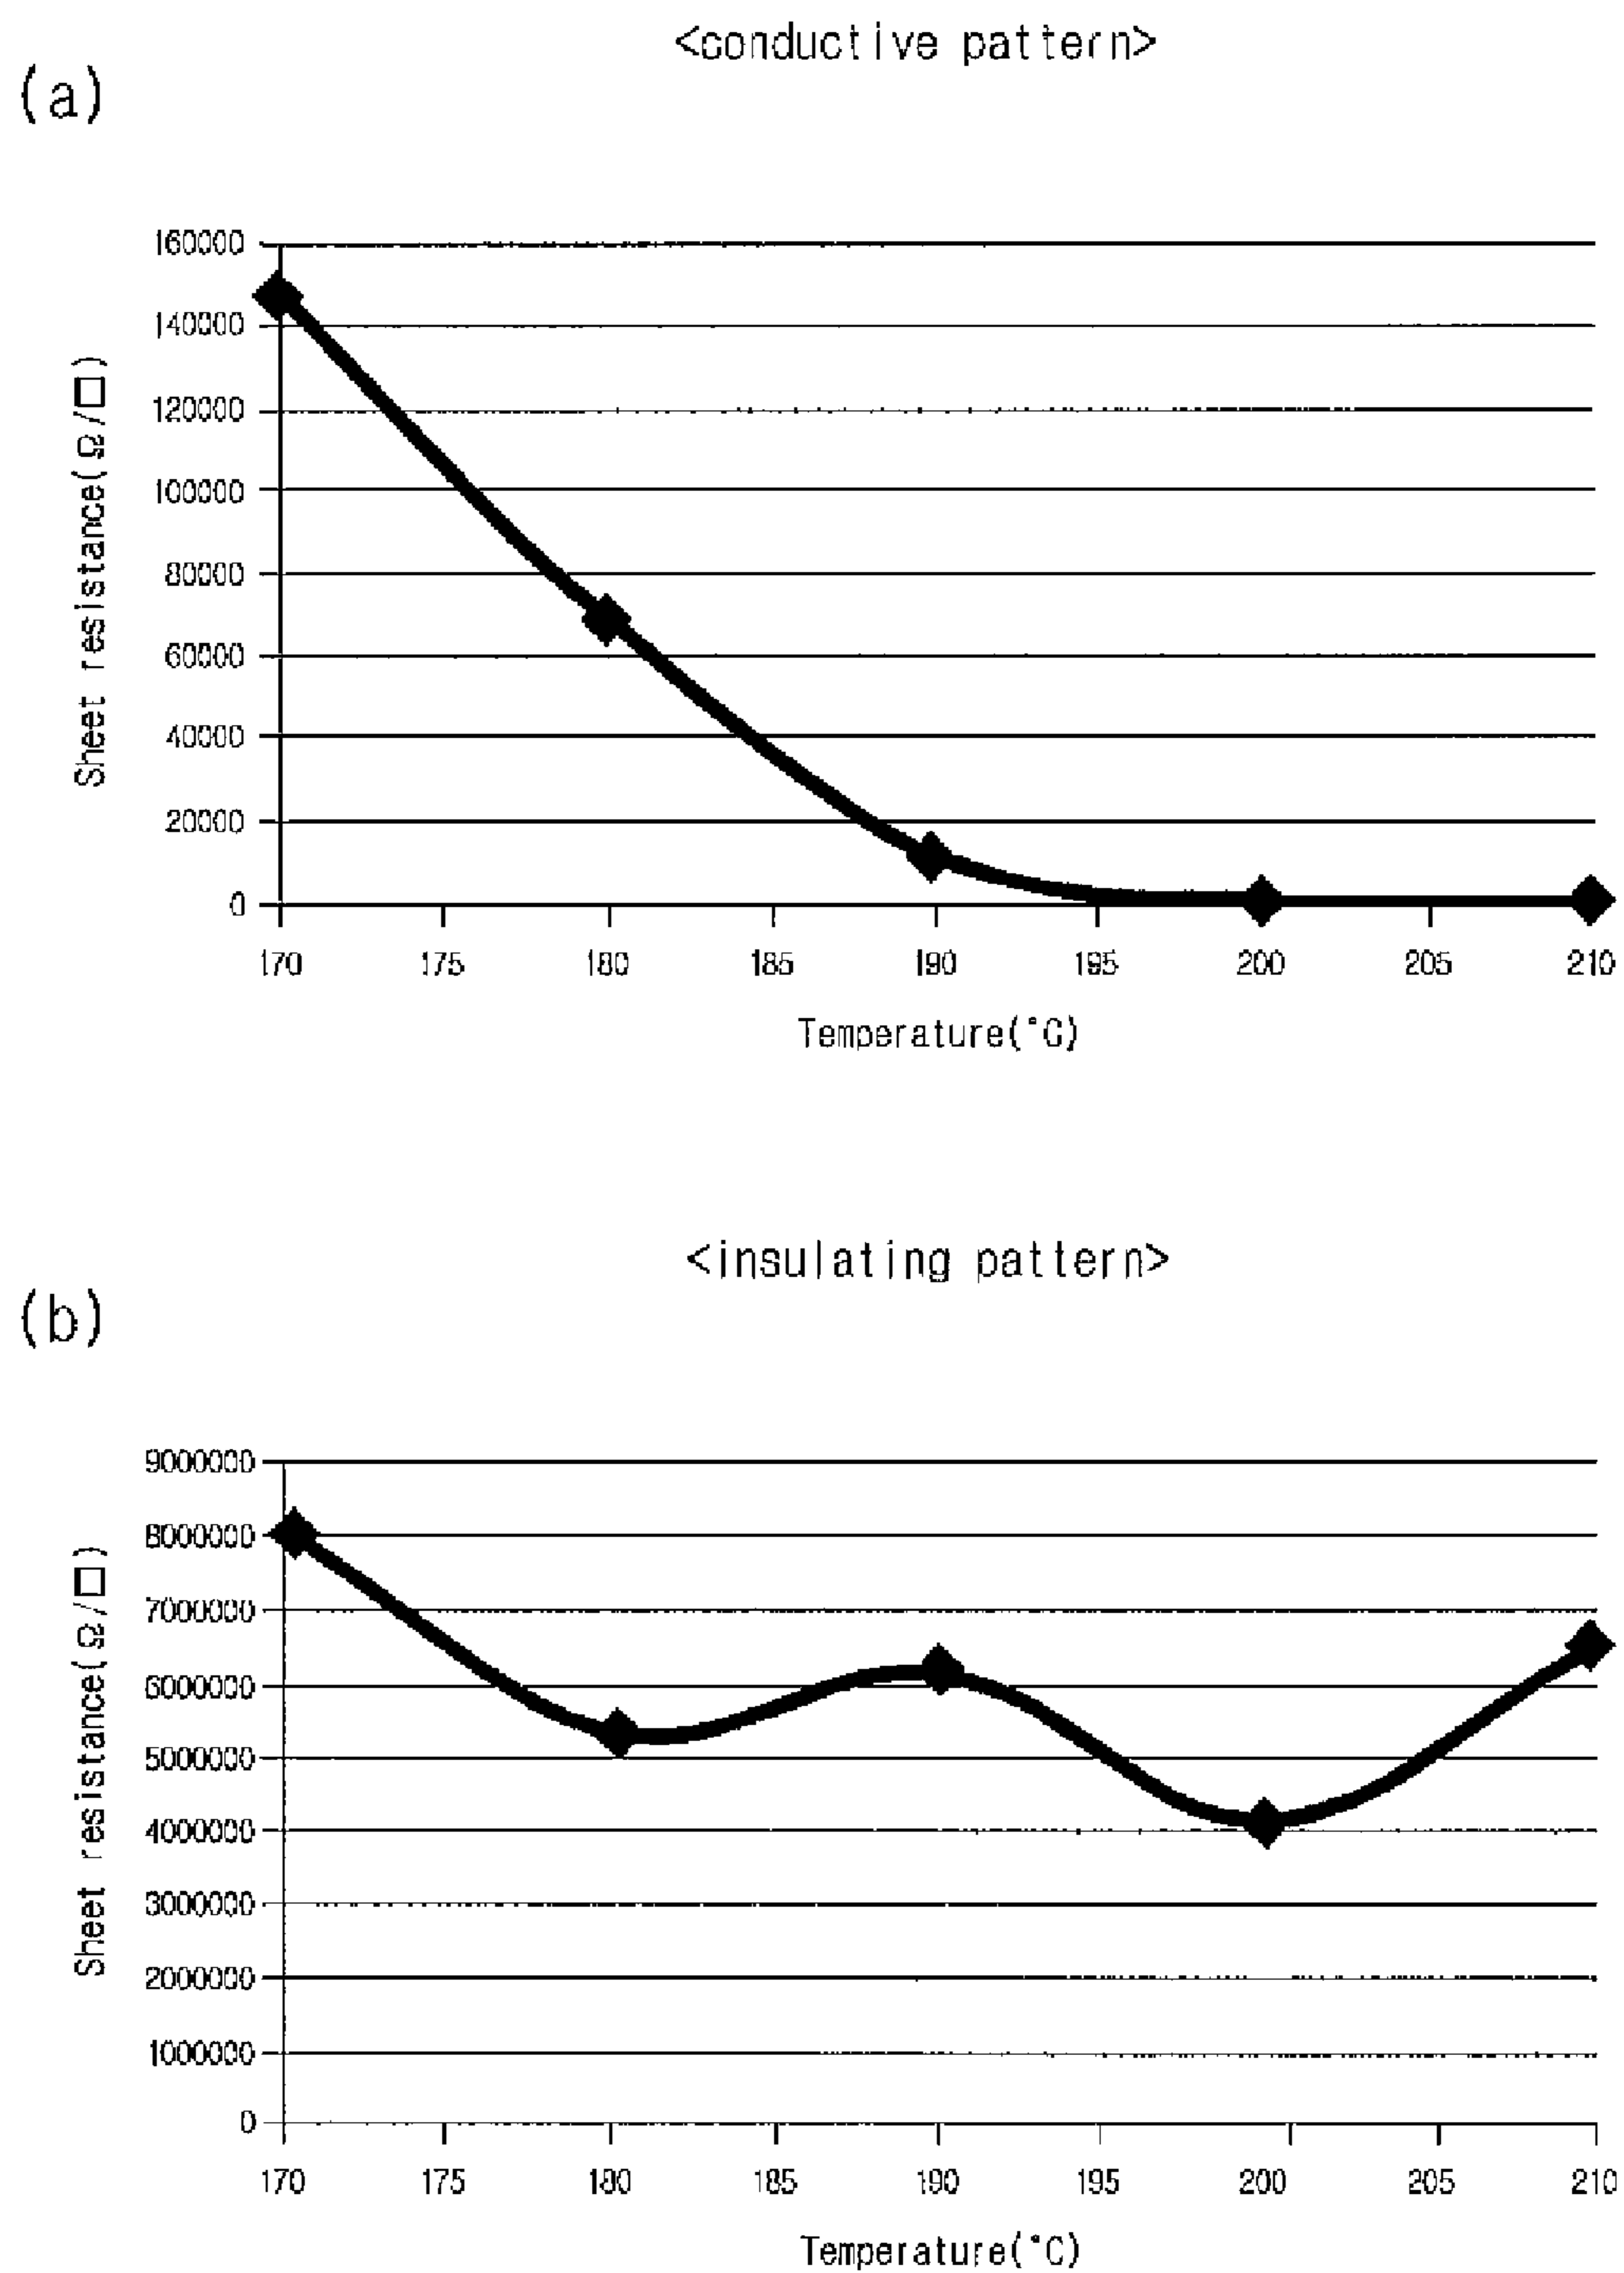 <conductive pattern>
(a)
160000
140000
120000
100000
80000
60000
40000
20000
0
Sheet resistance(Ω/□)
170 175 180 185 190 195 200 205 210
Temperature(°C)
<insulating pattern>
(b)
9000000
8000000
7000000
6000000
5000000
4000000
3000000
2000000
1000000
0
Sheet resistance(Ω/□)
170 175 180 185 190 195 200 205 210
Temperature(°C)